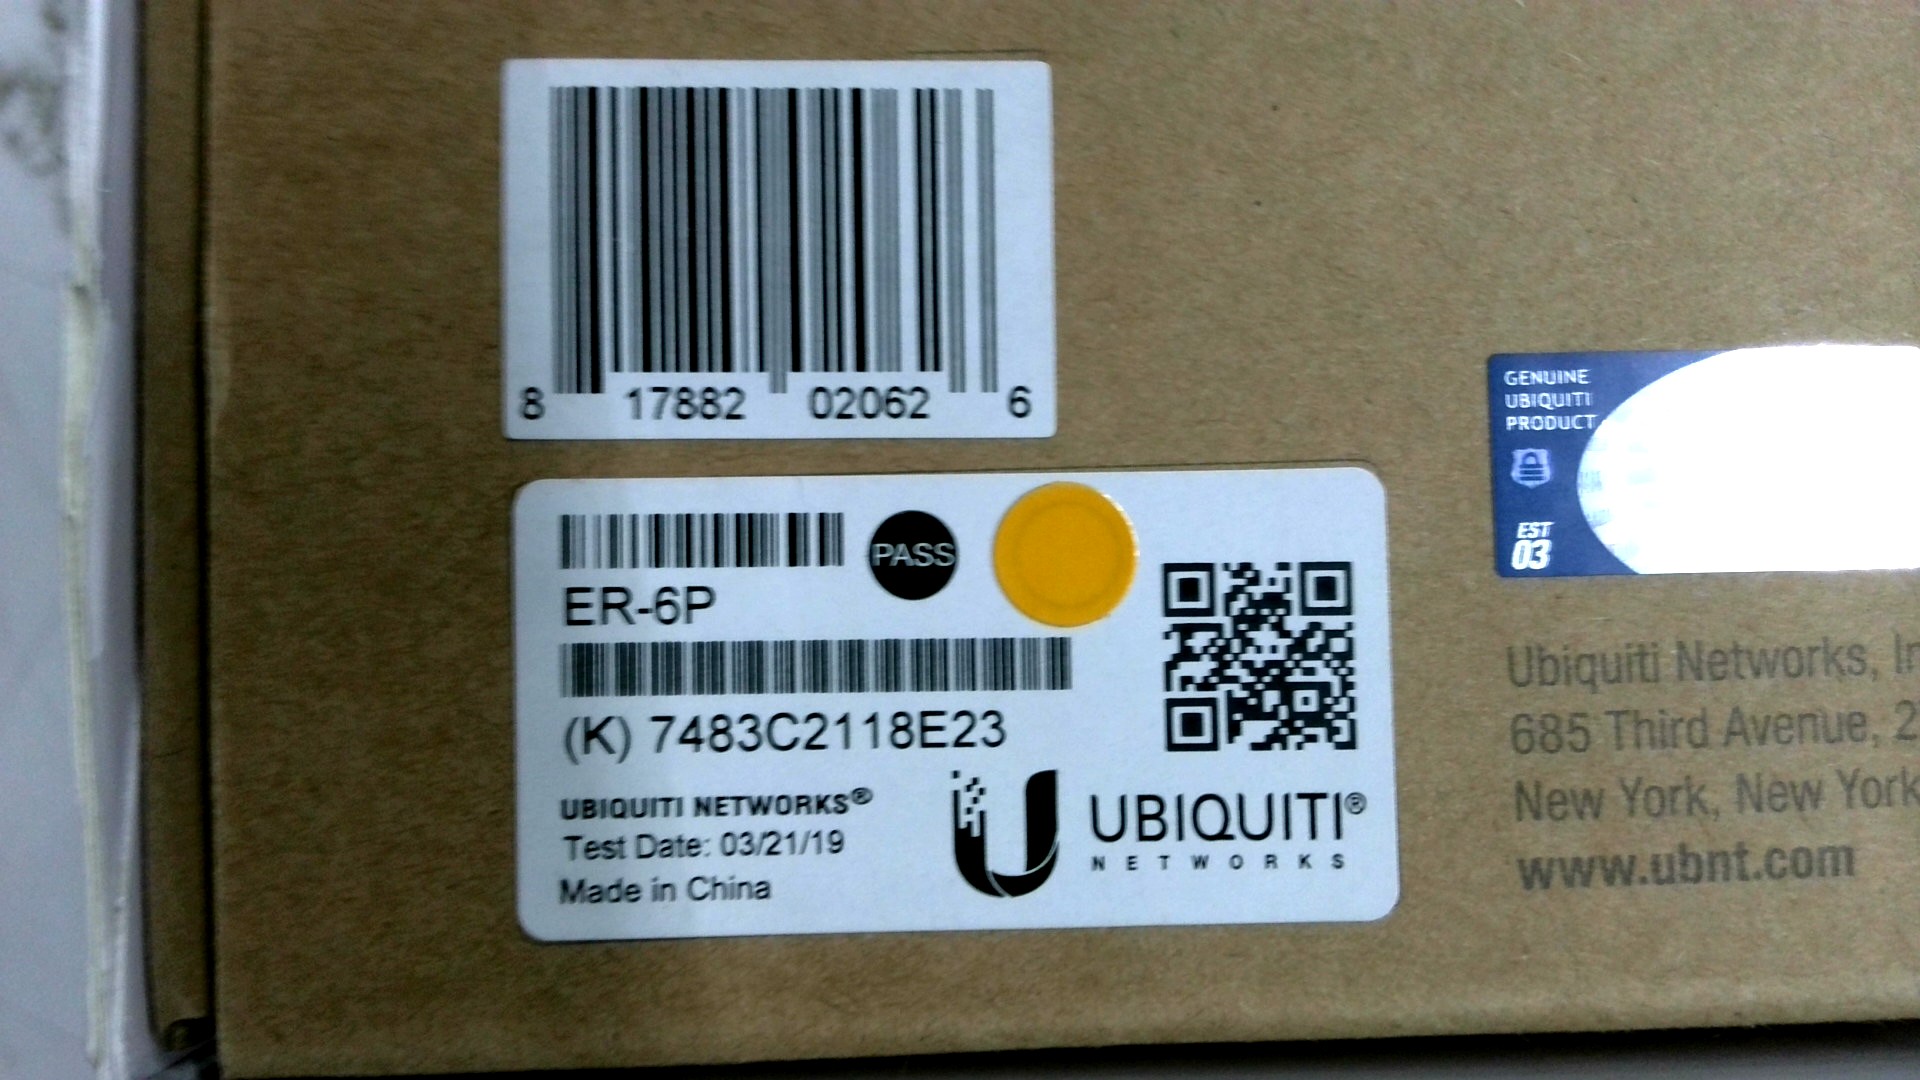 8 17882 02062 6
PASS
ER-6P
(K) 7483C2118E23
UBIQUITI NETWORKS®
Test Date: 03/21/19
Made in China
UBIQUITI®
NETWORKS
GENUINE
UBIQUITI
PRODUCT
EST
03
Ubiquiti Networks,
685 Third Avenue,
New York, New York
www.ubnt.com